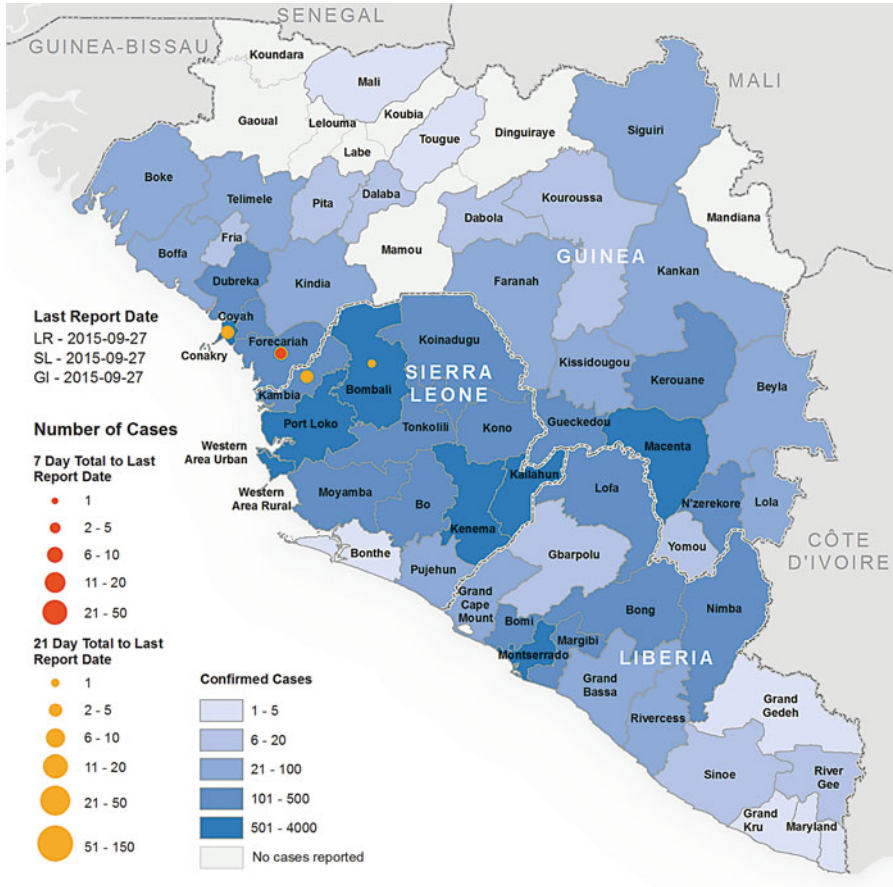 SENEGAL
GUINEA-BISSAU
Koundara
Mali
MALI
Gaoual
Lelouma
Koubia
Tougue
Dinguiraye
Siguiri
Labe
Boke
Telimele
Pita
Dalaba
Kouroussa
Dabola
Mandiana
Fria
Mamou
Boffa
GUINEA
Dubreka
Kindia
Faranah
Kankan
Last Report Date
LR - 2015-09-27
SL - 2015-09-27
GI - 2015-09-27
Coyah
Conakry
Forecariah
Koinadugu
Kissidougou
Kerouane
Beyla
Kambia
Bombali
SIERRA
LEONE
Number of Cases
7 Day Total to Last
Report Date
1
2 - 5
6 - 10
11 - 20
21 - 50
Port Loko
Tonkolili
Kono
Gueckedou
Macenta
Western
Area Urban
Western
Area Rural
Moyamba
Bo
Kailahun
Kenema
Lofa
N'zerekore
Lola
Yomou
Bonthe
Pujehun
Gbarpolu
CÔTE
D'IVOIRE
Grand
Cape
Mount
Bomi
Bong
Nimba
Margibi
Montserrado
LIBERIA
Grand
Bassa
Rivercess
Grand
Gedeh
Sinoe
River
Gee
Grand
Kru
Maryland
21 Day Total to Last
Report Date
1
2 - 5
6 - 10
11 - 20
21 - 50
51 - 150
Confirmed Cases
1 - 5
6 - 20
21 - 100
101 - 500
501 - 4000
No cases reported